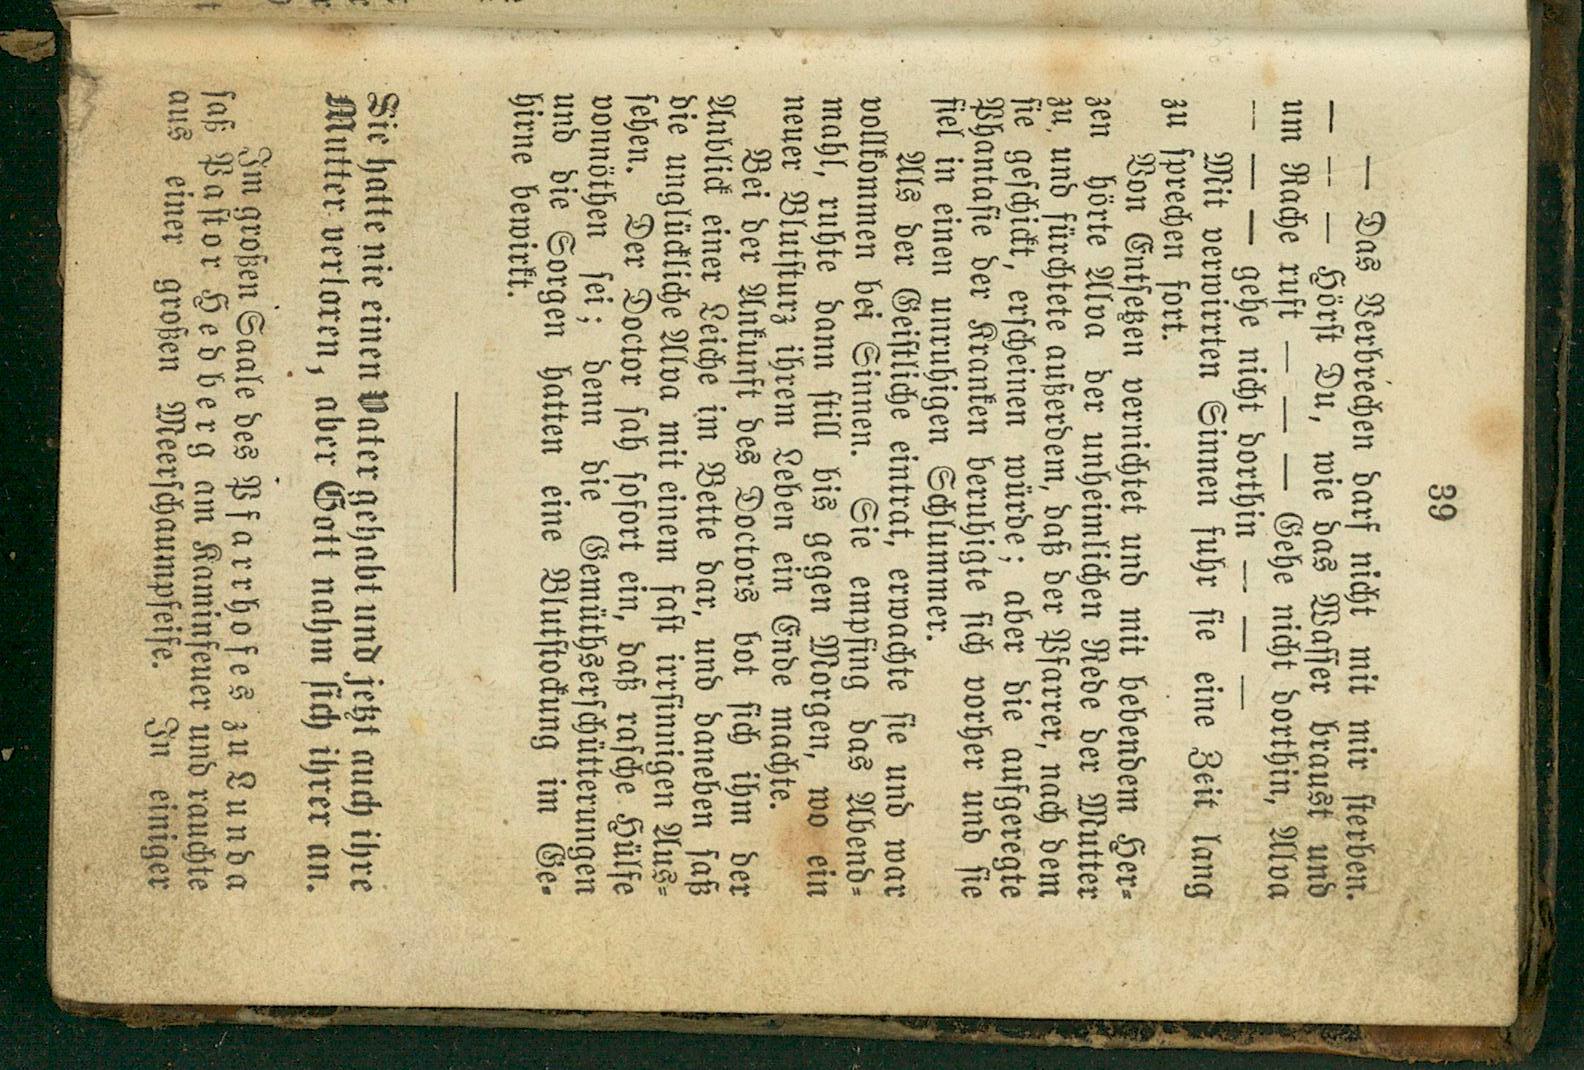 39
— — Das Verbrechen darf nicht mit mir sterben.
— — — Hörst Du, wie das Wasser braust und
um Rache ruft — — — Gehe nicht dorthin, Alva
— — — gehe nicht dorthin — — —
Mit verwirrten Sinnen fuhr sie eine Zeit lang
zu sprechen fort.
Von Entsetzen vernichtet und mit bebendem Her-
zen hörte Alva der unheimlichen Rede der Mutter
zu, und fürchtete außerdem, daß der Pfarrer, nach dem
sie geschickt, erscheinen würde; aber die aufgeregte
Phantasie der Kranken beruhigte sich vorher und sie
fiel in einen unruhigen Schlummer.
Als der Geistliche eintrat, erwachte sie und war
vollkommen bei Sinnen. Sie empfing das Abend-
mahl, ruhte dann still bis gegen Morgen, wo ein
neuer Blutsturz ihrem Leben ein Ende machte.
Bei der Ankunft des Doctors bot sich ihm der
Anblick einer Leiche im Bette dar, und daneben saß
die unglückliche Alva mit einem fast irrsinnigen Aus-
sehen. Der Doctor sah sofort ein, daß rasche Hülfe
vonnöthen sei; denn die Gemüthserschütterungen
und die Sorgen hatten eine Blutstockung im Ge-
hirne bewirkt.
Sie hatte nie einen Vater gehabt und jetzt auch ihre
Mutter verloren, aber Gott nahm sich ihrer an.
Im großen Saale des Pfarrhofes zu Lunda
saß Pastor Hedberg am Kaminfeuer und rauchte
aus einer großen Meerschaumpfeife. In einiger